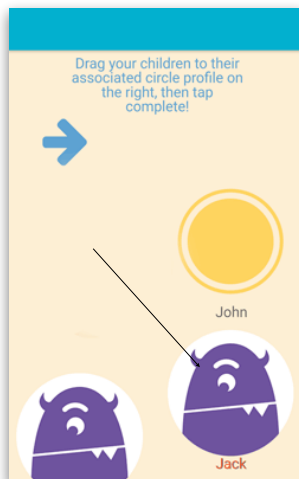 Drag your children to their
associated circle profile on
the right, then tap
complete!
John
Jack